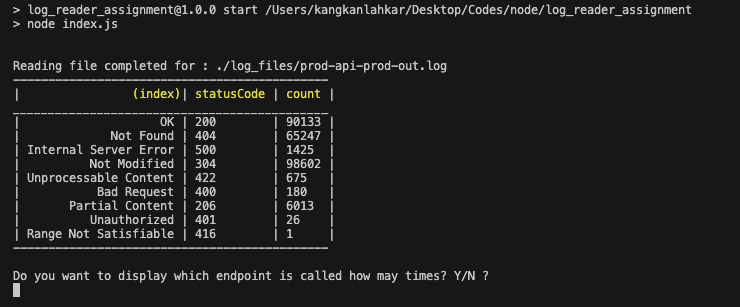 > log_reader_assignment@1.0.0 start /Users/kangkanlahkar/Desktop/Codes/node/log_reader_assignment
> node index.js
Reading file completed for : ./log_files/prod-api-prod-out.log
| (index)| statusCode | count |
| OK | 200 | 90133 |
| Not Found | 404 | 65247 |
| Internal Server Error | 500 | 1425 |
| Not Modified | 304 | 98602 |
| Unprocessable Content | 422 | 675 |
| Bad Request | 400 | 180 |
| Partial Content | 206 | 6013 |
| Unauthorized | 401 | 26 |
| Range Not Satisfiable | 416 | 1 |
Do you want to display which endpoint is called how may times? Y/N ?